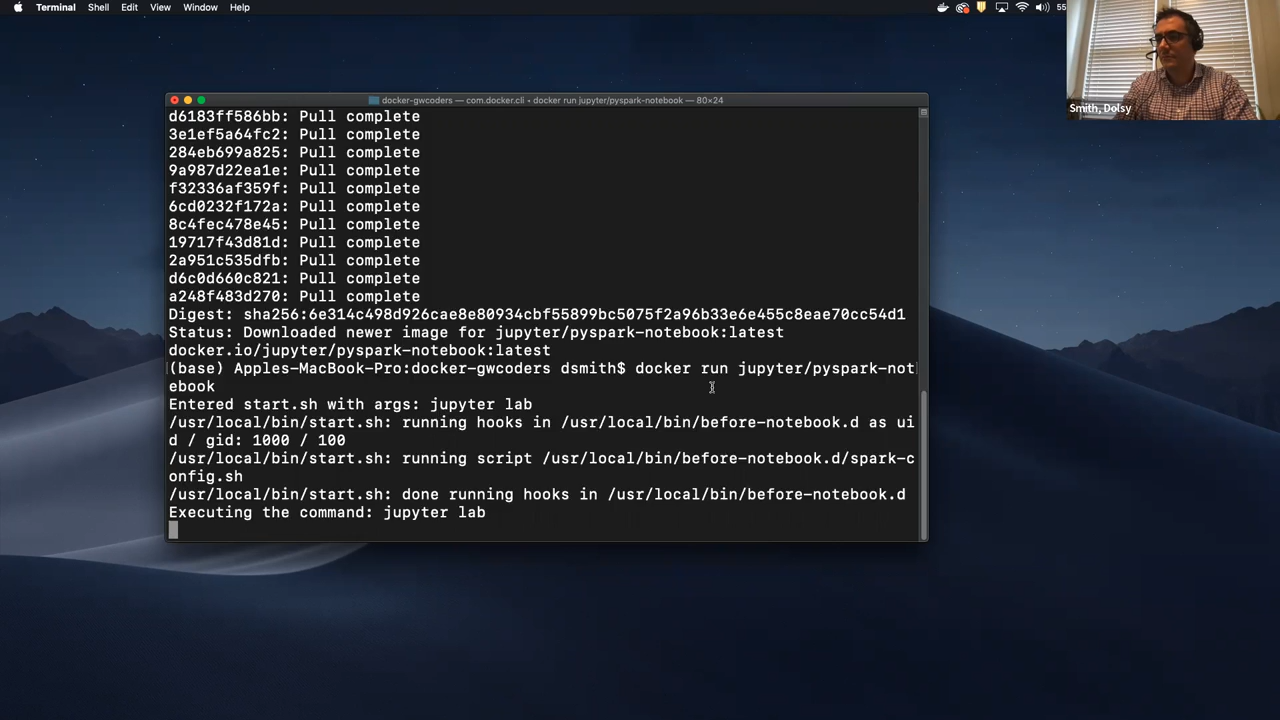 Terminal Shell Edit View Window Help
55
Smith, Dolsy
docker-gwcoders — com.docker.cli • docker run jupyter/pyspark-notebook — 80×24
d6183ff586bb: Pull complete
3e1ef5a64fc2: Pull complete
284eb699a825: Pull complete
9a987d22ea1e: Pull complete
f32336af359f: Pull complete
6cd0232f172a: Pull complete
8c4fec478e45: Pull complete
19717f43d81d: Pull complete
2a951c535dfb: Pull complete
d6c0d660c821: Pull complete
a248f483d270: Pull complete
Digest: sha256:6e314c498d926cae8e80934cbf55899bc5075f2a96b33e6e455c8eae70cc54d1
Status: Downloaded newer image for jupyter/pyspark-notebook:latest
docker.io/jupyter/pyspark-notebook:latest
(base) Apples-MacBook-Pro:docker-gwcoders dsmith$ docker run jupyter/pyspark-not
ebook
Entered start.sh with args: jupyter lab
/usr/local/bin/start.sh: running hooks in /usr/local/bin/before-notebook.d as ui
d / gid: 1000 / 100
/usr/local/bin/start.sh: running script /usr/local/bin/before-notebook.d/spark-c
onfig.sh
/usr/local/bin/start.sh: done running hooks in /usr/local/bin/before-notebook.d
Executing the command: jupyter lab